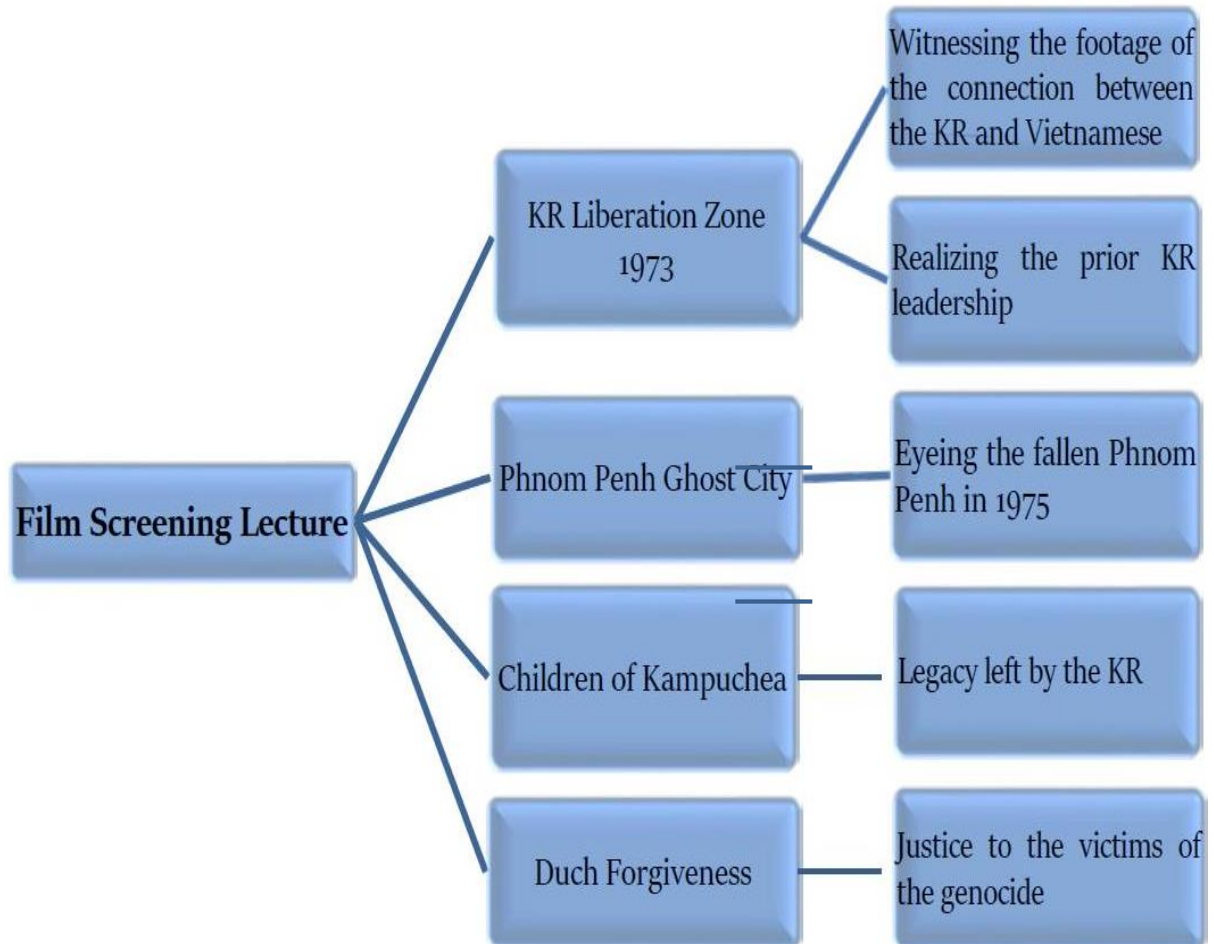 Witnessing the footage of
the connection between
the KR and Vietnamese
KR Liberation Zone
1973
Realizing the prior KR
leadership
Film Screening Lecture
Phnom Penh Ghost City
Eyeing the fallen Phnom
Penh in 1975
Children of Kampuchea
Legacy left by the KR
Duch Forgiveness
Justice to the victims of
the genocide